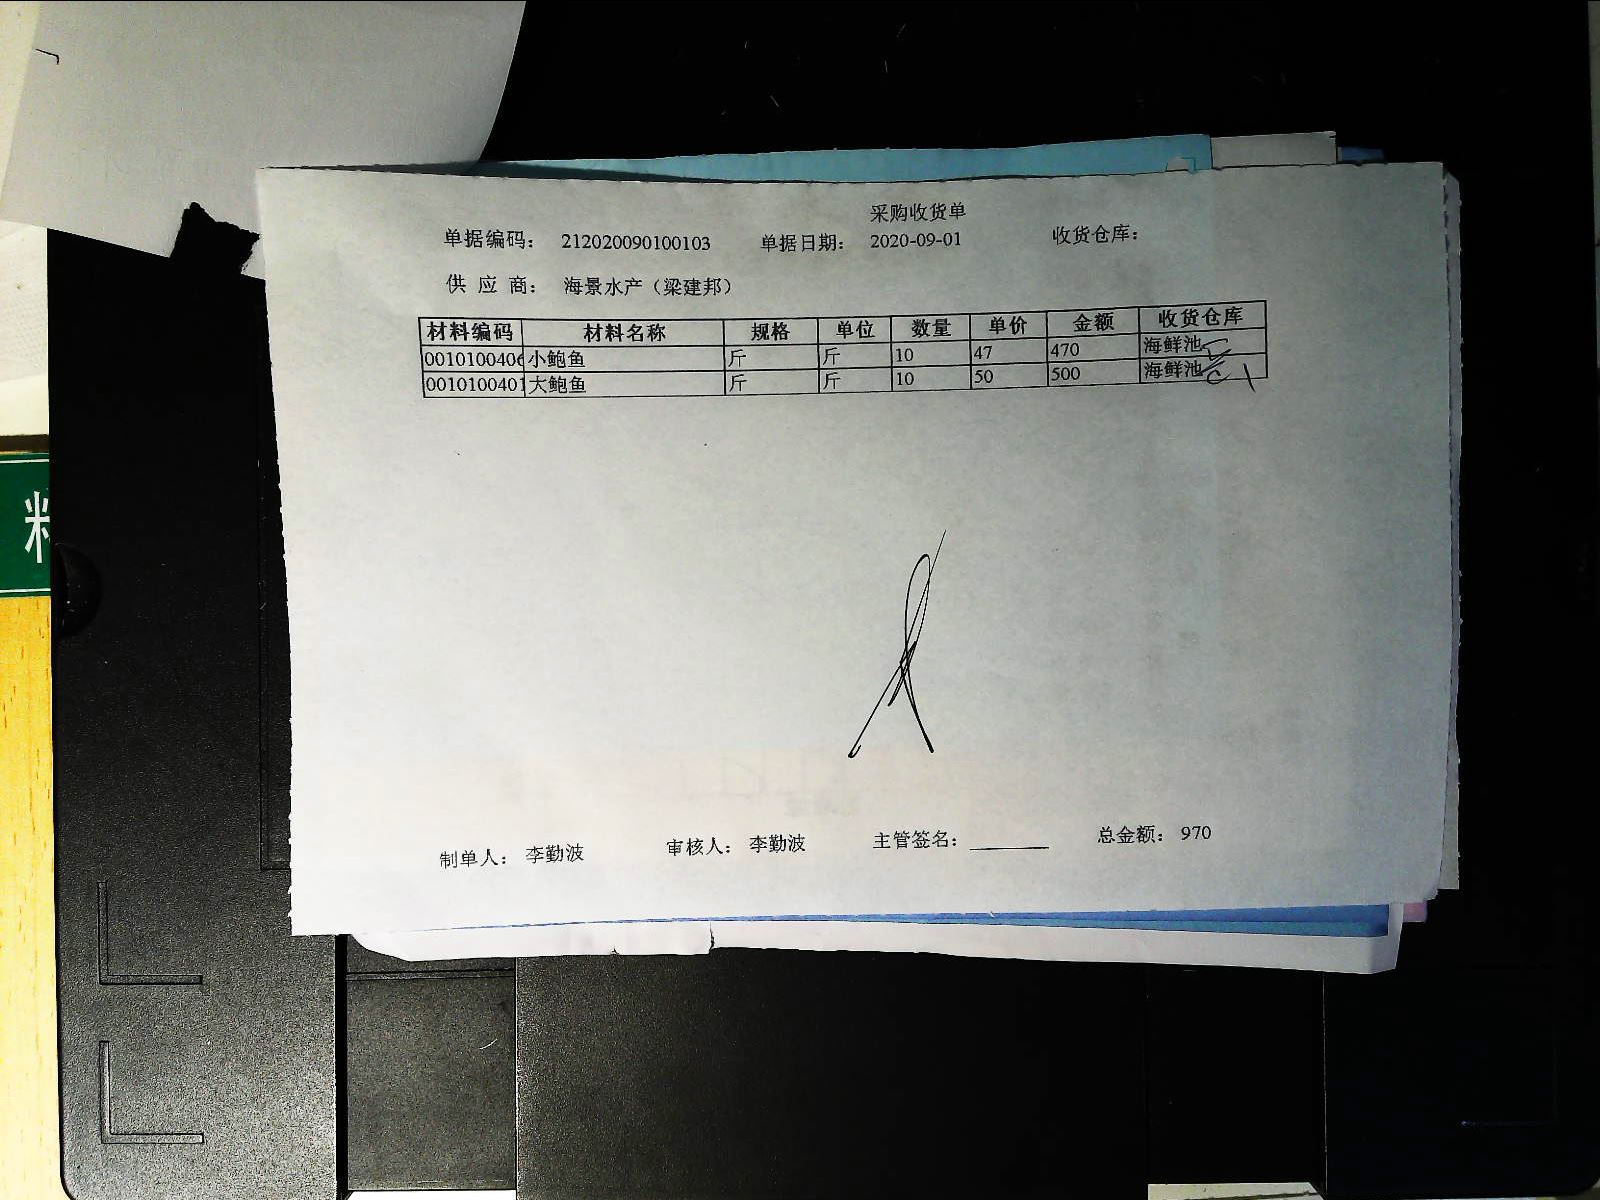 采购收货单
单据编码： 212020090100103 单据日期： 2020-09-01 收货仓库：
供 应 商： 海景水产（梁建邦）
材料编码 材料名称 规格 单位 数量 单价 金额 收货仓库
0010100406 小鲍鱼 斤 斤 10 47 470 海鲜池
0010100401 大鲍鱼 斤 斤 10 50 500 海鲜池
制单人： 李勤波 审核人： 李勤波 主管签名： 总金额： 970